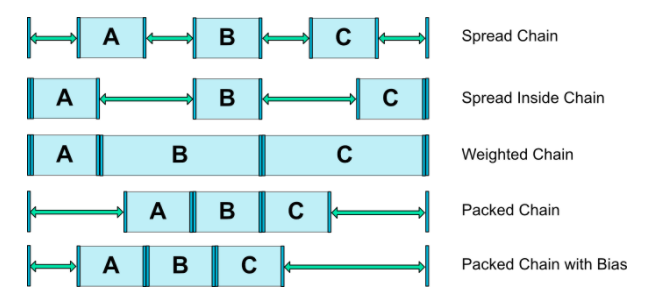 A B C Spread Chain
A B C Spread Inside Chain
A B C Weighted Chain
A B C Packed Chain
A B C Packed Chain with Bias